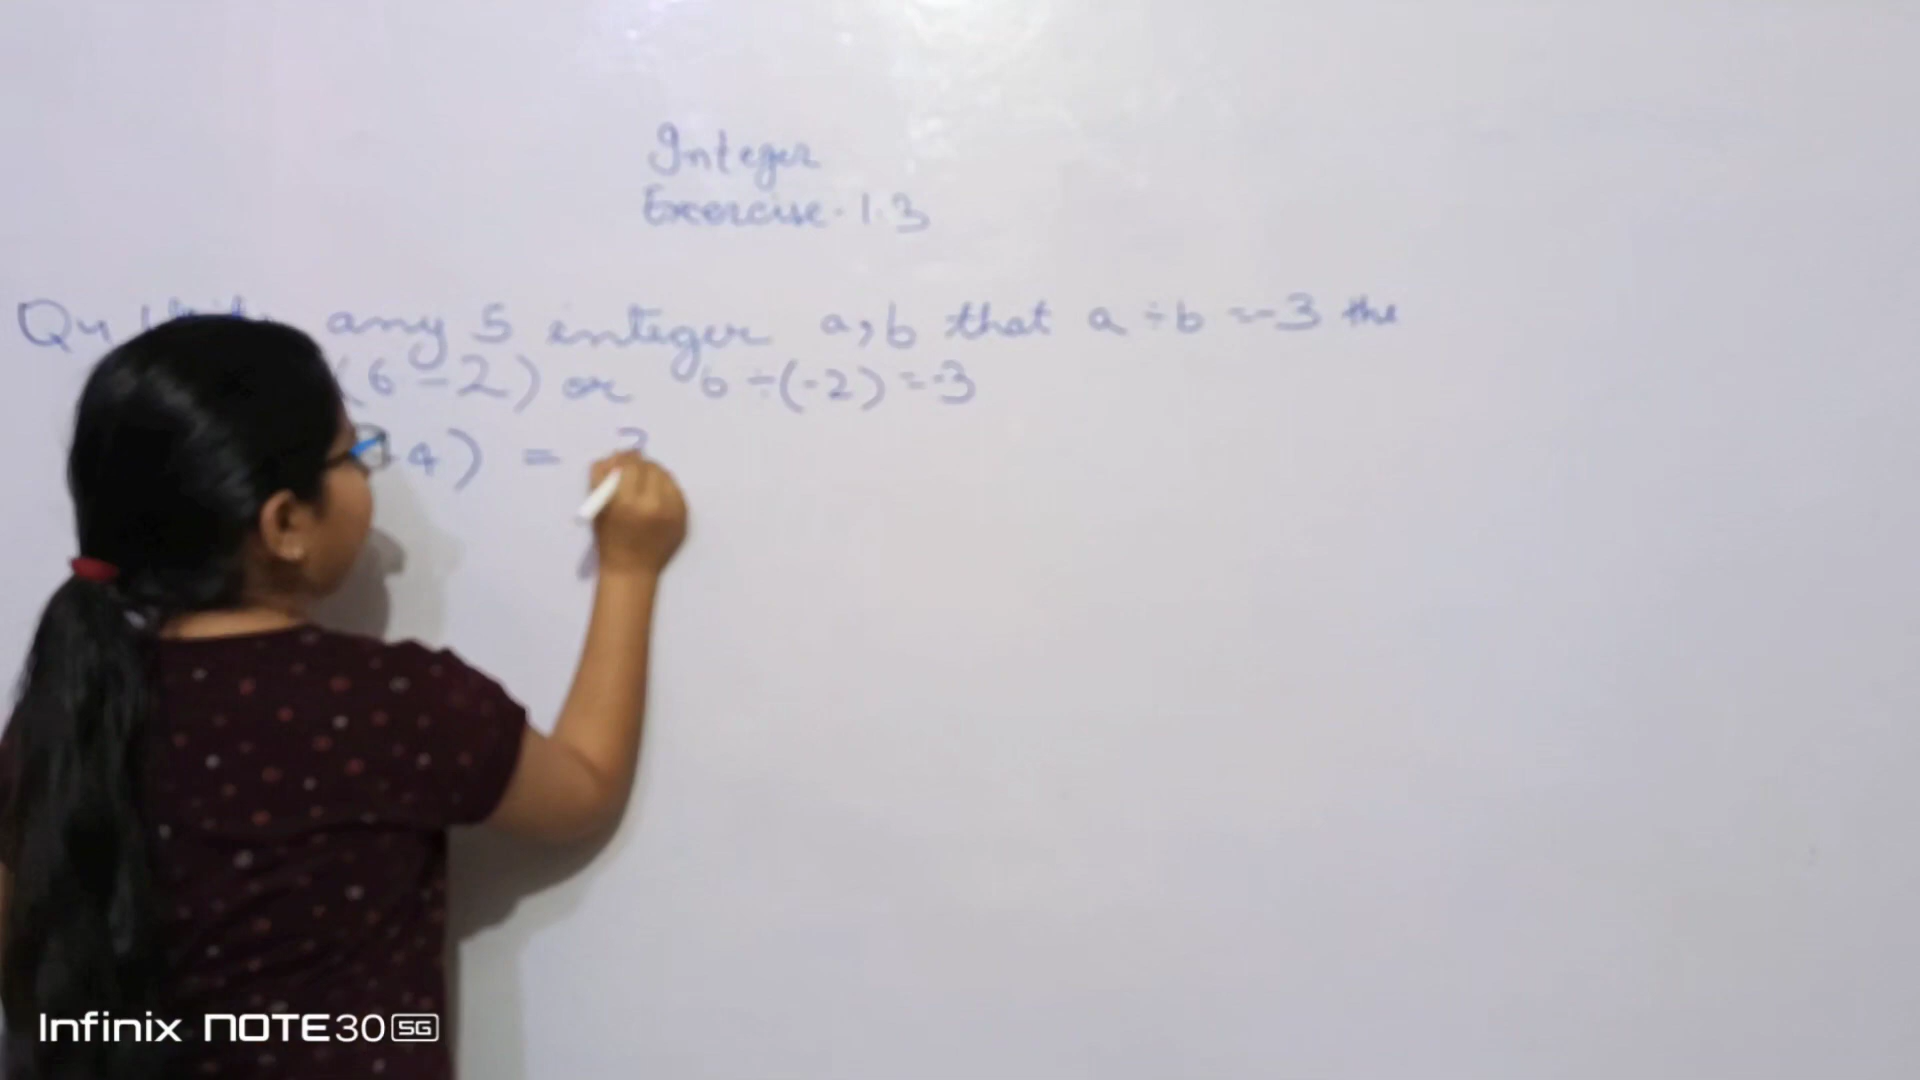 Integer
Exercise-1.3
Q4 Write any 5 integer a,b that a ÷ b = -3 the
(6-2) or 6 ÷ (-2) = -3
-4) =
Infinix NOTE 30 5G